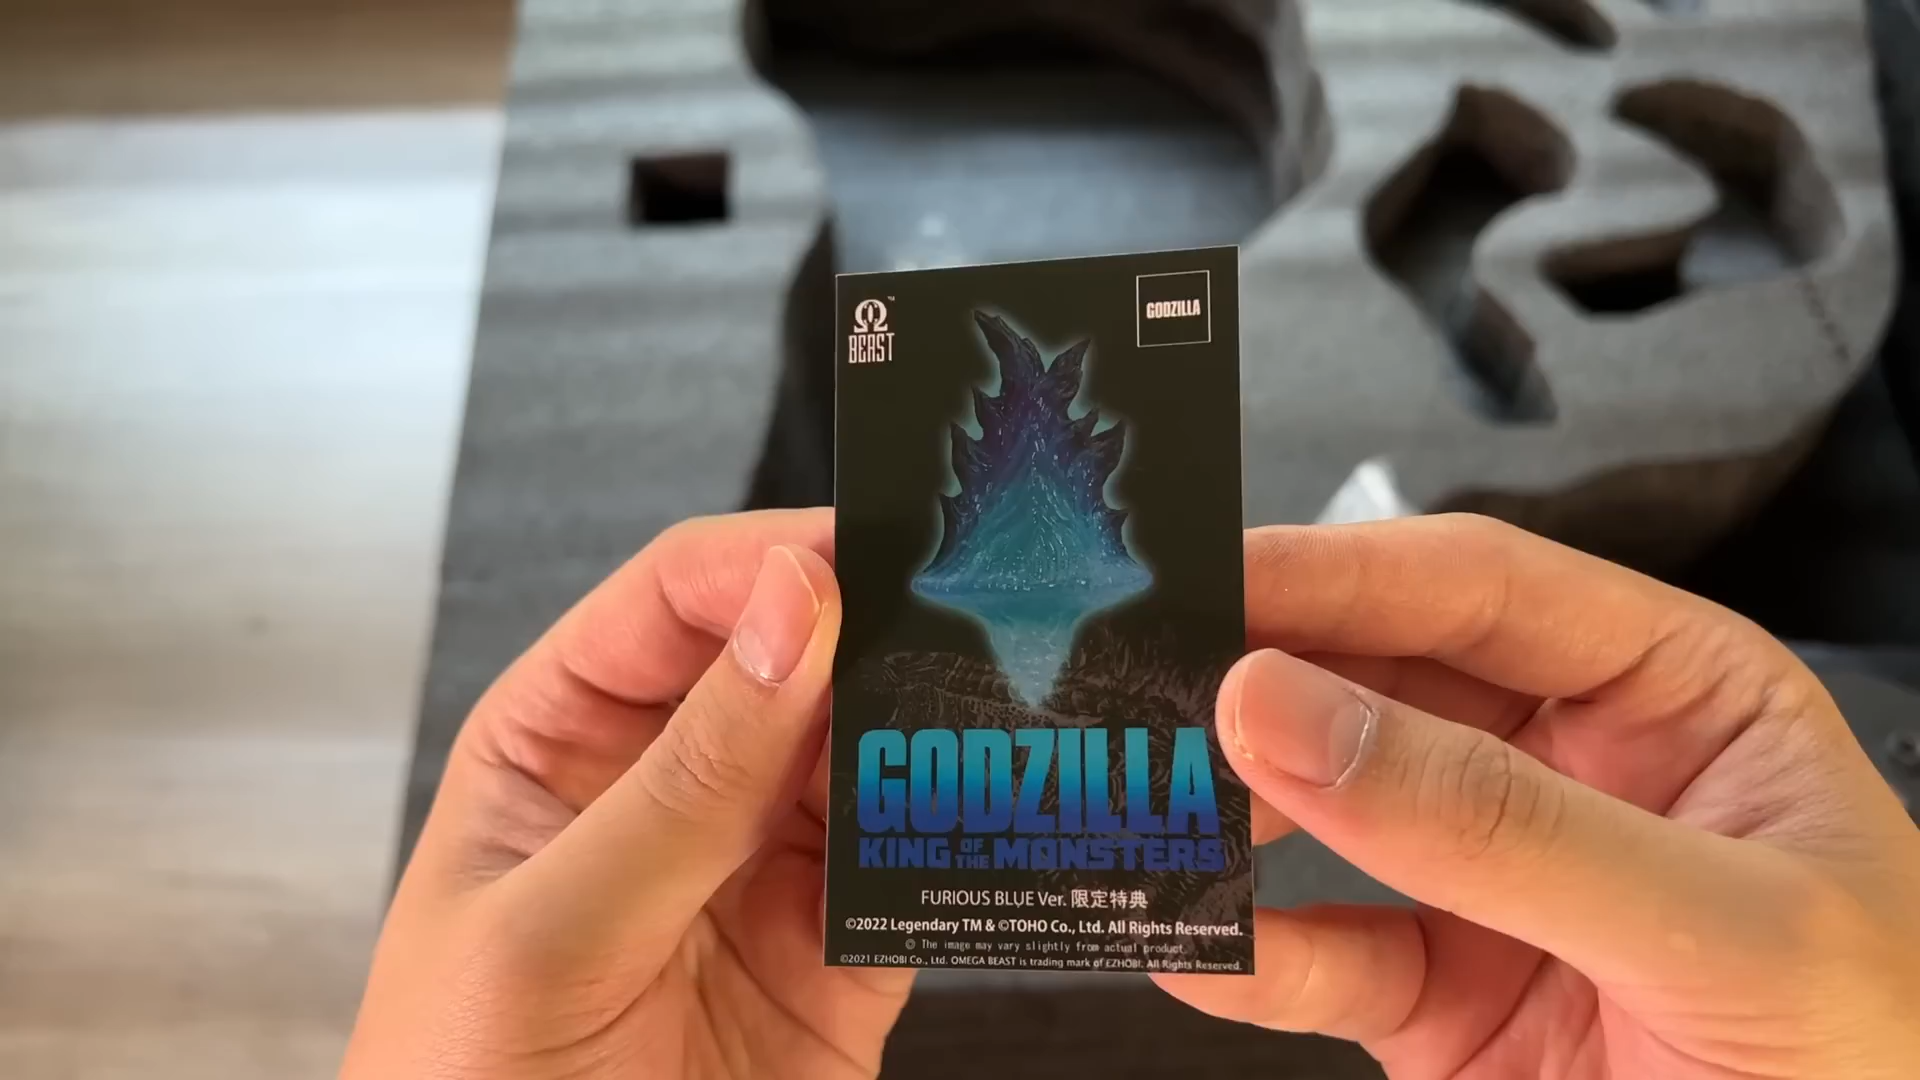 Ω™
BEAST
GODZILLA
GODZILLA
KING OF THE MONSTERS
FURIOUS BLUE Ver. 限定特典
©2022 Legendary TM & ©TOHO Co., Ltd. All Rights Reserved.
© The image may vary slightly from actual product.
©2021 EZHOBI Co., Ltd. OMEGA BEAST is trading mark of EZHOBI. All Rights Reserved.